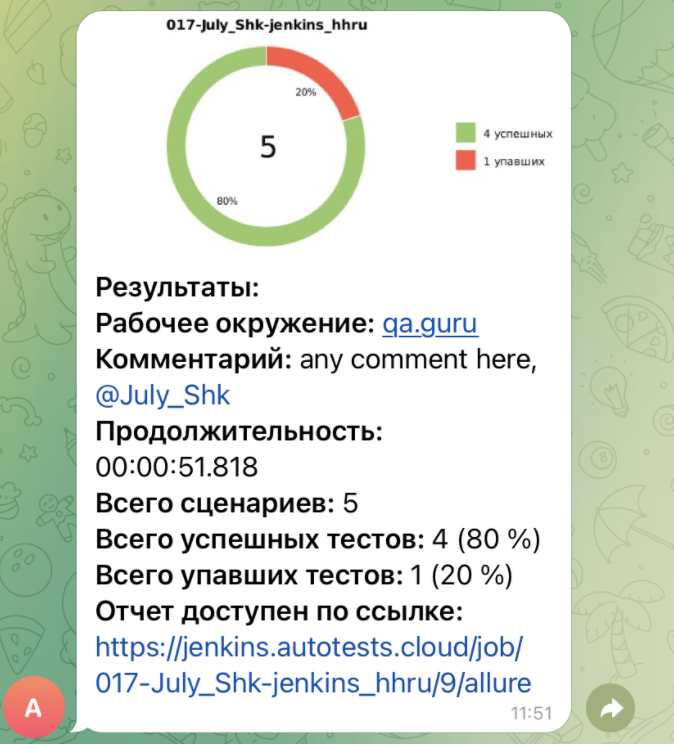 017-July_Shk-jenkins_hhru
20%
5
4 успешных
1 упавших
80%
Результаты:
Рабочее окружение: qa.guru
Комментарий: any comment here,
@July_Shk
Продолжительность:
00:00:51.818
Всего сценариев: 5
Всего успешных тестов: 4 (80 %)
Всего упавших тестов: 1 (20 %)
Отчет доступен по ссылке:
https://jenkins.autotests.cloud/job/
017-July_Shk-jenkins_hhru/9/allure
A
11:51